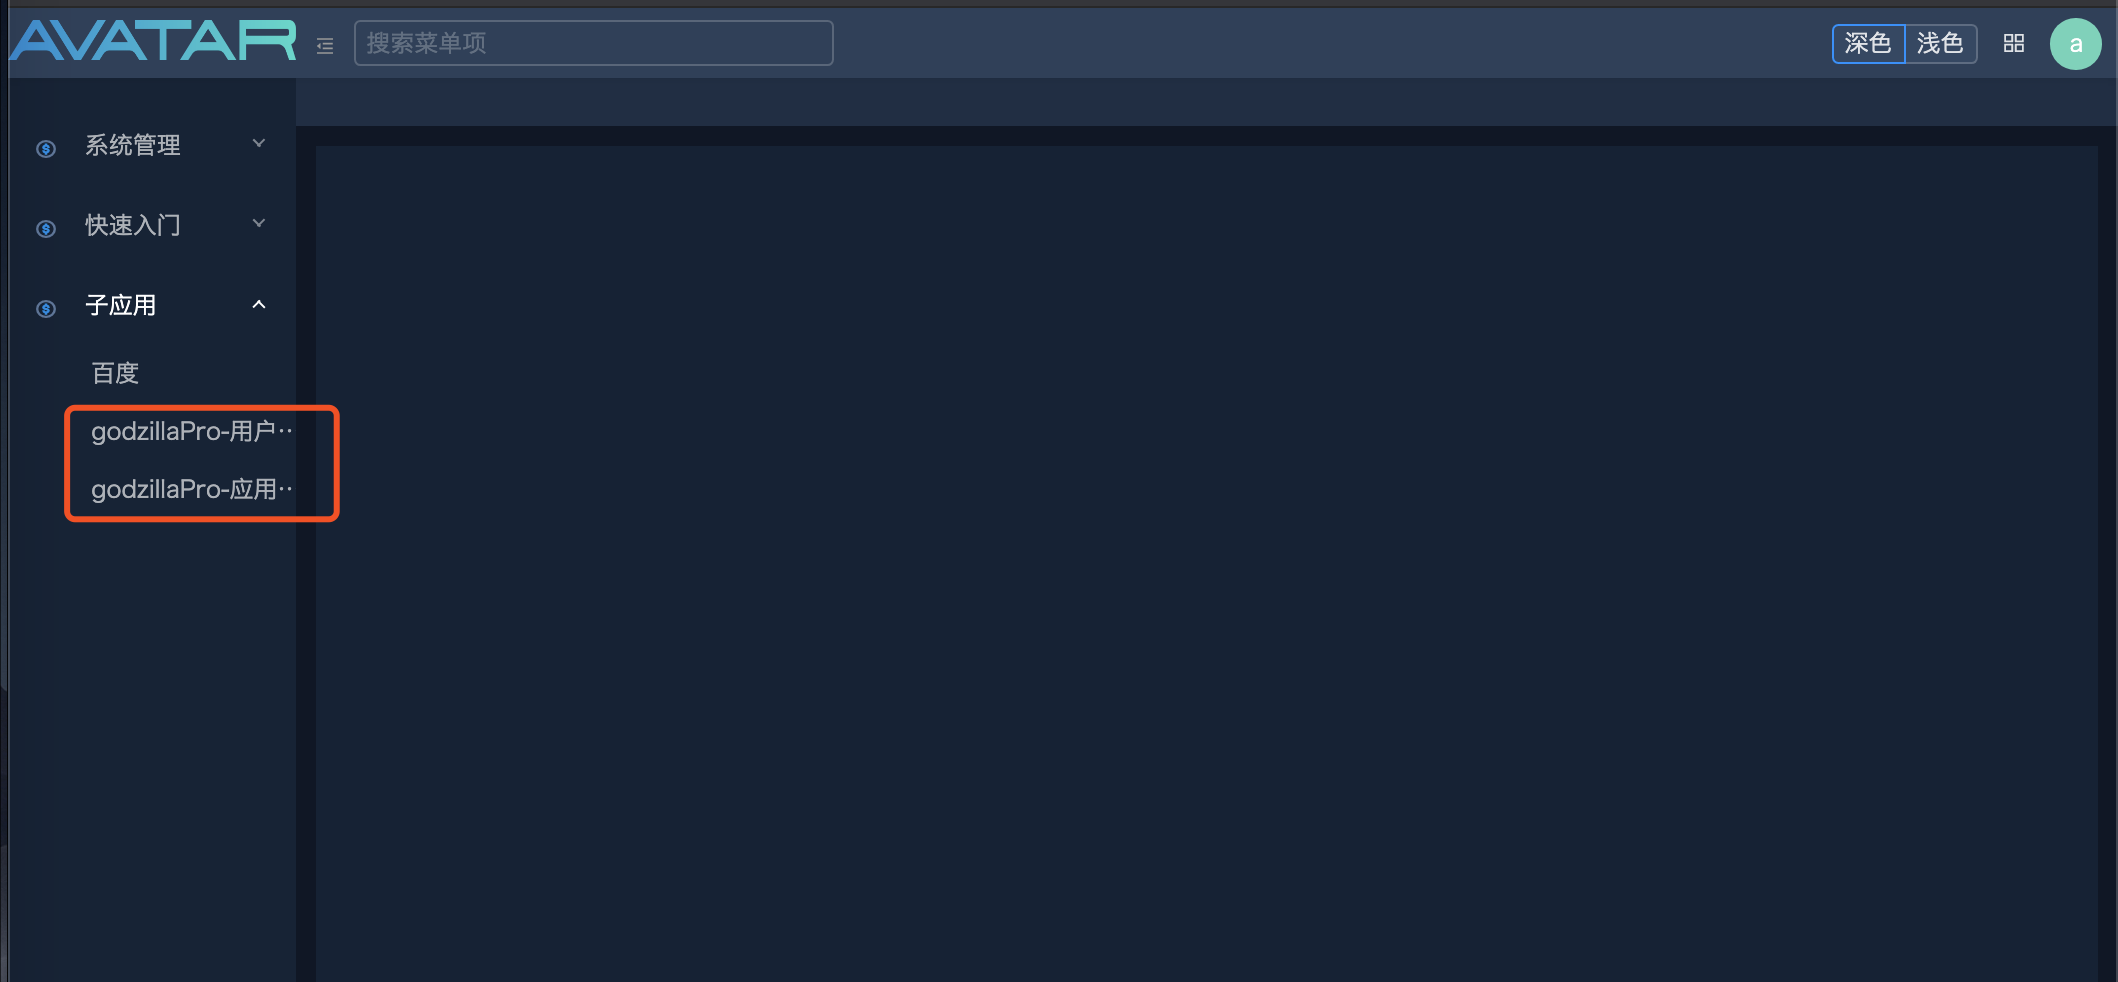 AVATAR
搜索菜单项
深色
浅色
a
系统管理
快速入门
子应用
百度
godzillaPro-用户··
godzillaPro-应用··